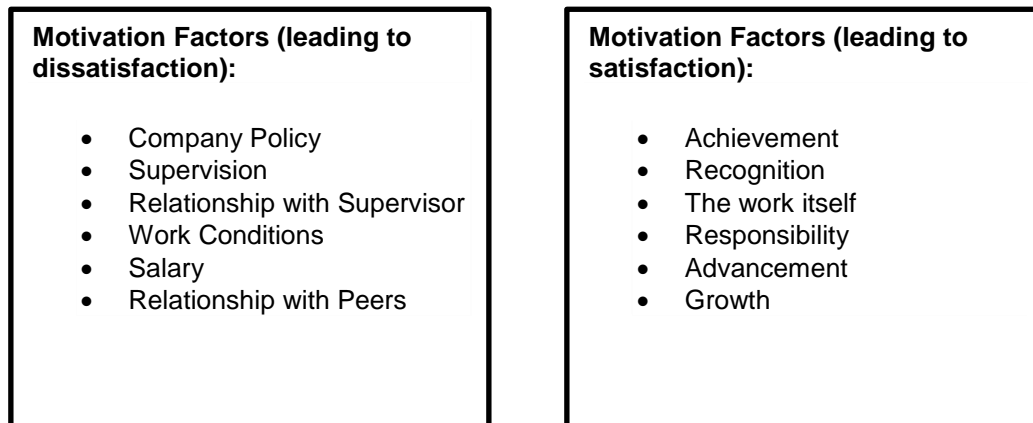 Motivation Factors (leading to
dissatisfaction):
• Company Policy
• Supervision
• Relationship with Supervisor
• Work Conditions
• Salary
• Relationship with Peers
Motivation Factors (leading to
satisfaction):
• Achievement
• Recognition
• The work itself
• Responsibility
• Advancement
• Growth